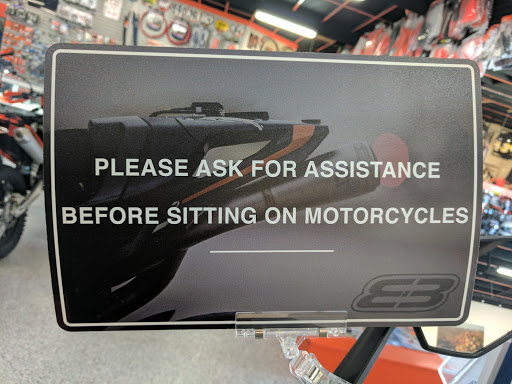 PLEASE ASK FOR ASSISTANCE
BEFORE SITTING ON MOTORCYCLES